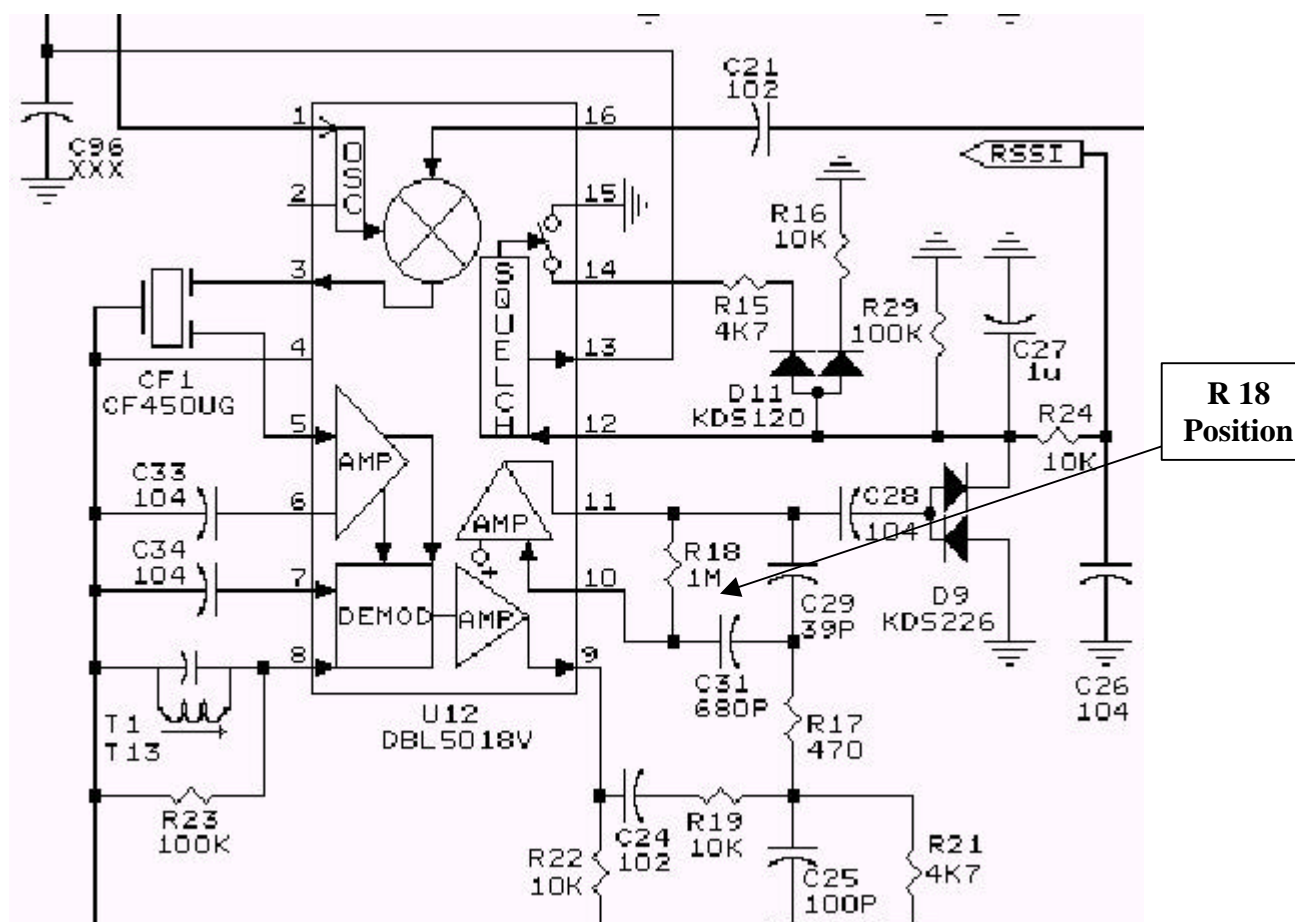 C21
102
1
16
RSSI
C96
XXX
OSC
2
15
R16
10K
3
14
SQUELCH
R15
4K7
R29
100K
C27
1u
4
13
CF1
CF450UG
D11
KDS120
R24
10K
R 18
Position
5
12
AMP
C33
104
6
11
AMP
C28
104
R18
1M
C34
104
7
10
+
DEMOD
AMP
C29
39P
D9
KDS226
8
9
C31
680P
C26
104
T1
T13
U12
DBL5018V
R17
470
R23
100K
C24
102
R19
10K
R22
10K
C25
100P
R21
4K7